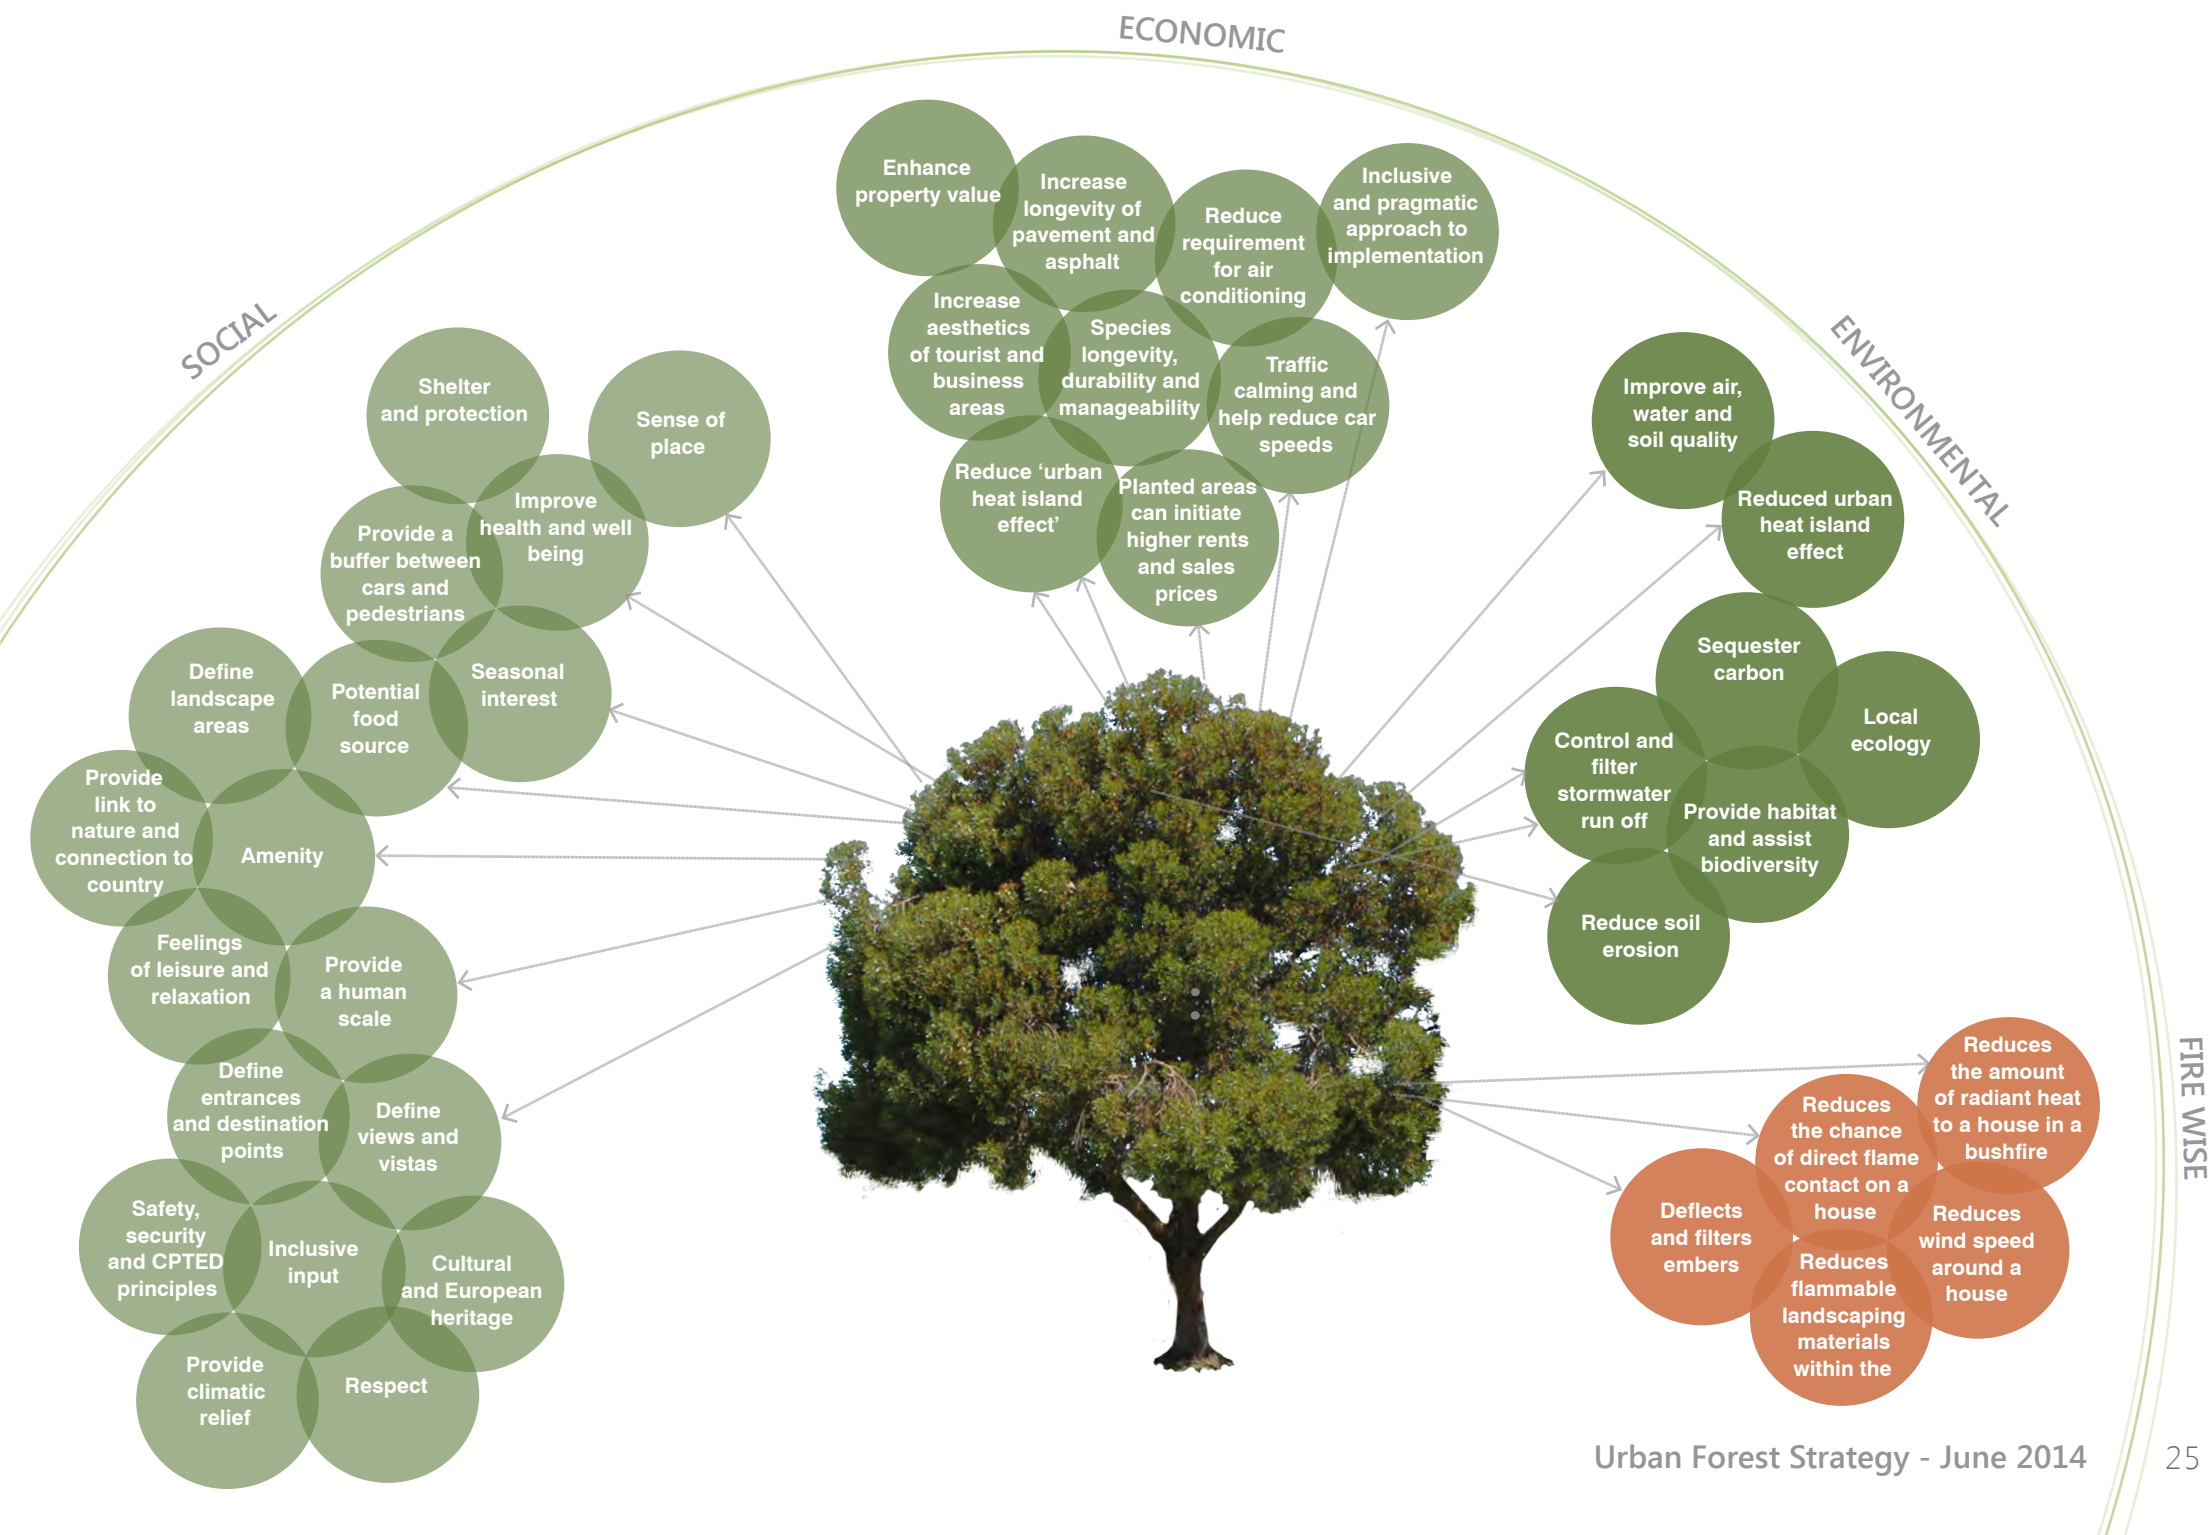 ECONOMIC
SOCIAL
ENVIRONMENTAL
FIRE WISE
Enhance
property value
Increase
longevity of
pavement and
asphalt
Reduce
requirement
for air
conditioning
Inclusive
and pragmatic
approach to
implementation
Increase
aesthetics
of tourist and
business
areas
Species
longevity,
durability and
manageability
Traffic
calming and
help reduce car
speeds
Reduce ‘urban
heat island
effect’
Planted areas
can initiate
higher rents
and sales
prices
Shelter
and protection
Sense of
place
Improve
health and well
being
Provide a
buffer between
cars and
pedestrians
Seasonal
interest
Define
landscape
areas
Potential
food
source
Provide
link to
nature and
connection to
country
Amenity
Feelings
of leisure and
relaxation
Provide
a human
scale
Define
entrances
and destination
points
Define
views and
vistas
Safety,
security
and CPTED
principles
Inclusive
input
Cultural
and European
heritage
Provide
climatic
relief
Respect
Improve air,
water and
soil quality
Reduced urban
heat island
effect
Sequester
carbon
Local
ecology
Control and
filter
stormwater
run off
Provide habitat
and assist
biodiversity
Reduce soil
erosion
Reduces
the amount
of radiant heat
to a house in a
bushfire
Reduces
the chance
of direct flame
contact on a
house
Deflects
and filters
embers
Reduces
wind speed
around a
house
Reduces
flammable
landscaping
materials
within the
Urban Forest Strategy - June 2014 25